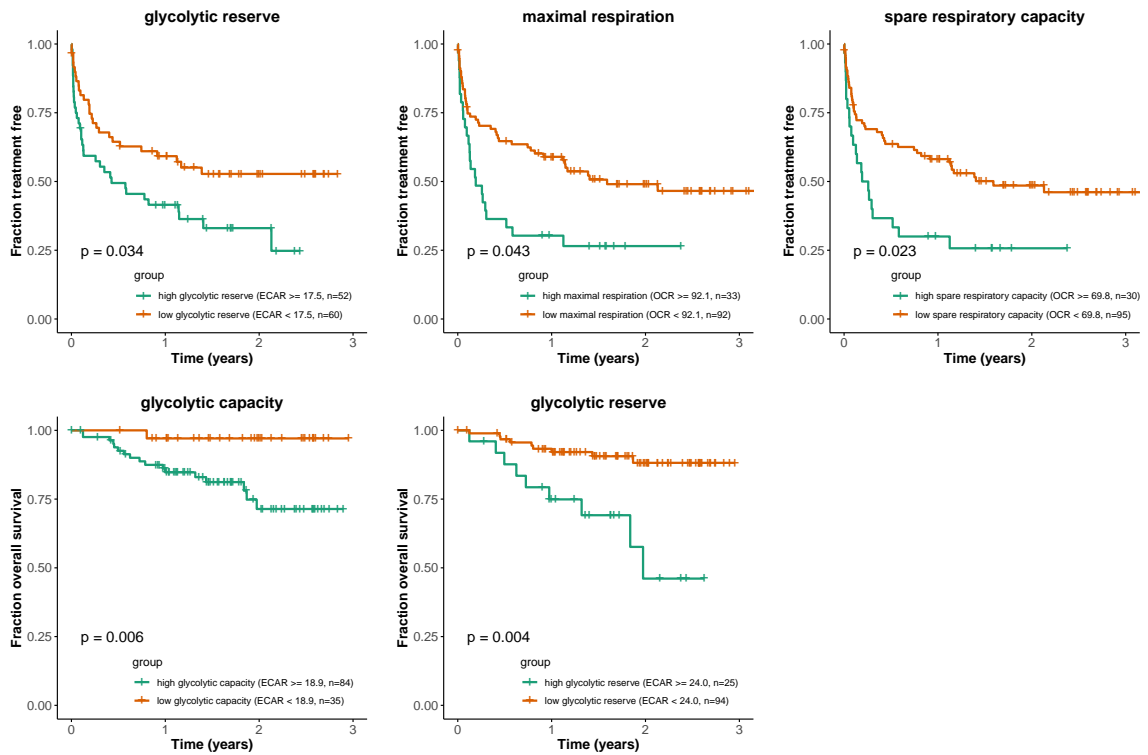 glycolytic reserve
Fraction treatment free
1.00
0.75
0.50
0.25
0.00
p = 0.034
group
high glycolytic reserve (ECAR >= 17.5, n=52)
low glycolytic reserve (ECAR < 17.5, n=60)
0 1 2 3
Time (years)
maximal respiration
Fraction treatment free
1.00
0.75
0.50
0.25
0.00
p = 0.043
group
high maximal respiration (OCR >= 92.1, n=33)
low maximal respiration (OCR < 92.1, n=92)
0 1 2 3
Time (years)
spare respiratory capacity
Fraction treatment free
1.00
0.75
0.50
0.25
0.00
p = 0.023
group
high spare respiratory capacity (OCR >= 69.8, n=30)
low spare respiratory capacity (OCR < 69.8, n=95)
0 1 2 3
Time (years)
glycolytic capacity
Fraction overall survival
1.00
0.75
0.50
0.25
0.00
p = 0.006
group
high glycolytic capacity (ECAR >= 18.9, n=84)
low glycolytic capacity (ECAR < 18.9, n=35)
0 1 2 3
Time (years)
glycolytic reserve
Fraction overall survival
1.00
0.75
0.50
0.25
0.00
p = 0.004
group
high glycolytic reserve (ECAR >= 24.0, n=25)
low glycolytic reserve (ECAR < 24.0, n=94)
0 1 2 3
Time (years)